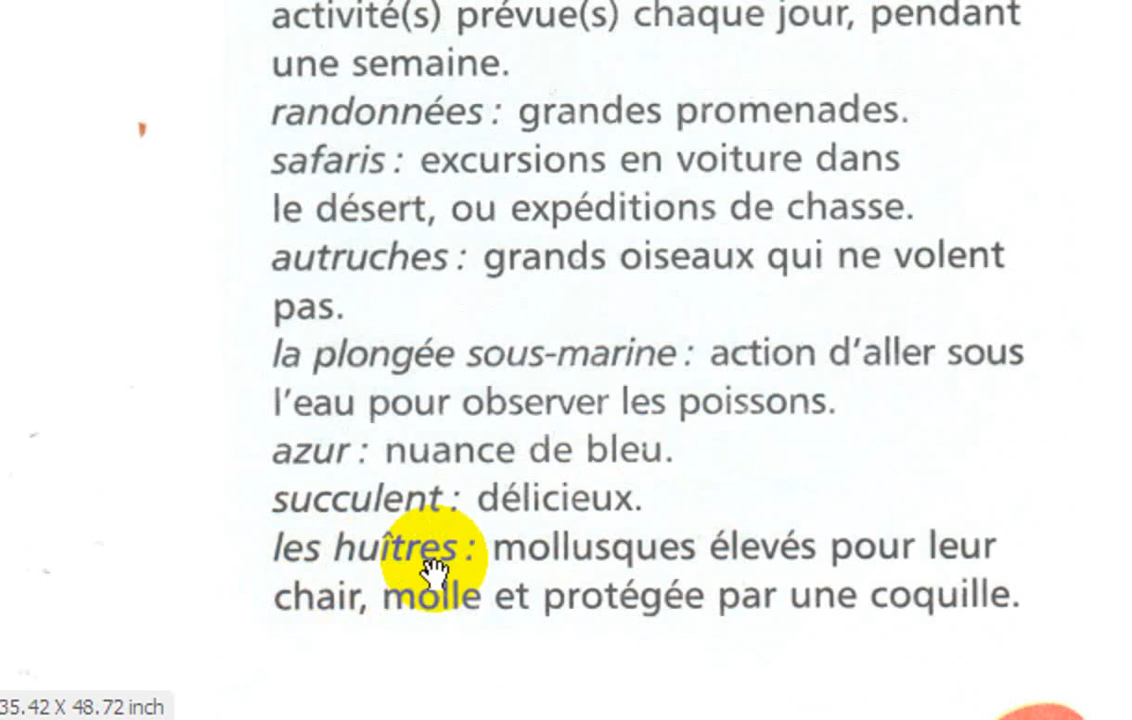 activité(s) prévue(s) chaque jour, pendant
une semaine.
randonnées : grandes promenades.
safaris : excursions en voiture dans
le désert, ou expéditions de chasse.
autruches : grands oiseaux qui ne volent
pas.
la plongée sous-marine : action d'aller sous
l'eau pour observer les poissons.
azur : nuance de bleu.
succulent : délicieux.
les huîtres : mollusques élevés pour leur
chair, molle et protégée par une coquille.
35.42 X 48.72 inch